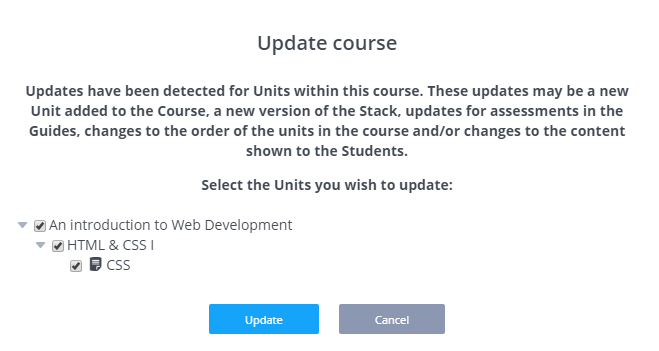 Update course
Updates have been detected for Units within this course. These updates may be a new
Unit added to the Course, a new version of the Stack, updates for assessments in the
Guides, changes to the order of the units in the course and/or changes to the content
shown to the Students.
Select the Units you wish to update:
An introduction to Web Development
HTML & CSS I
CSS
Update
Cancel